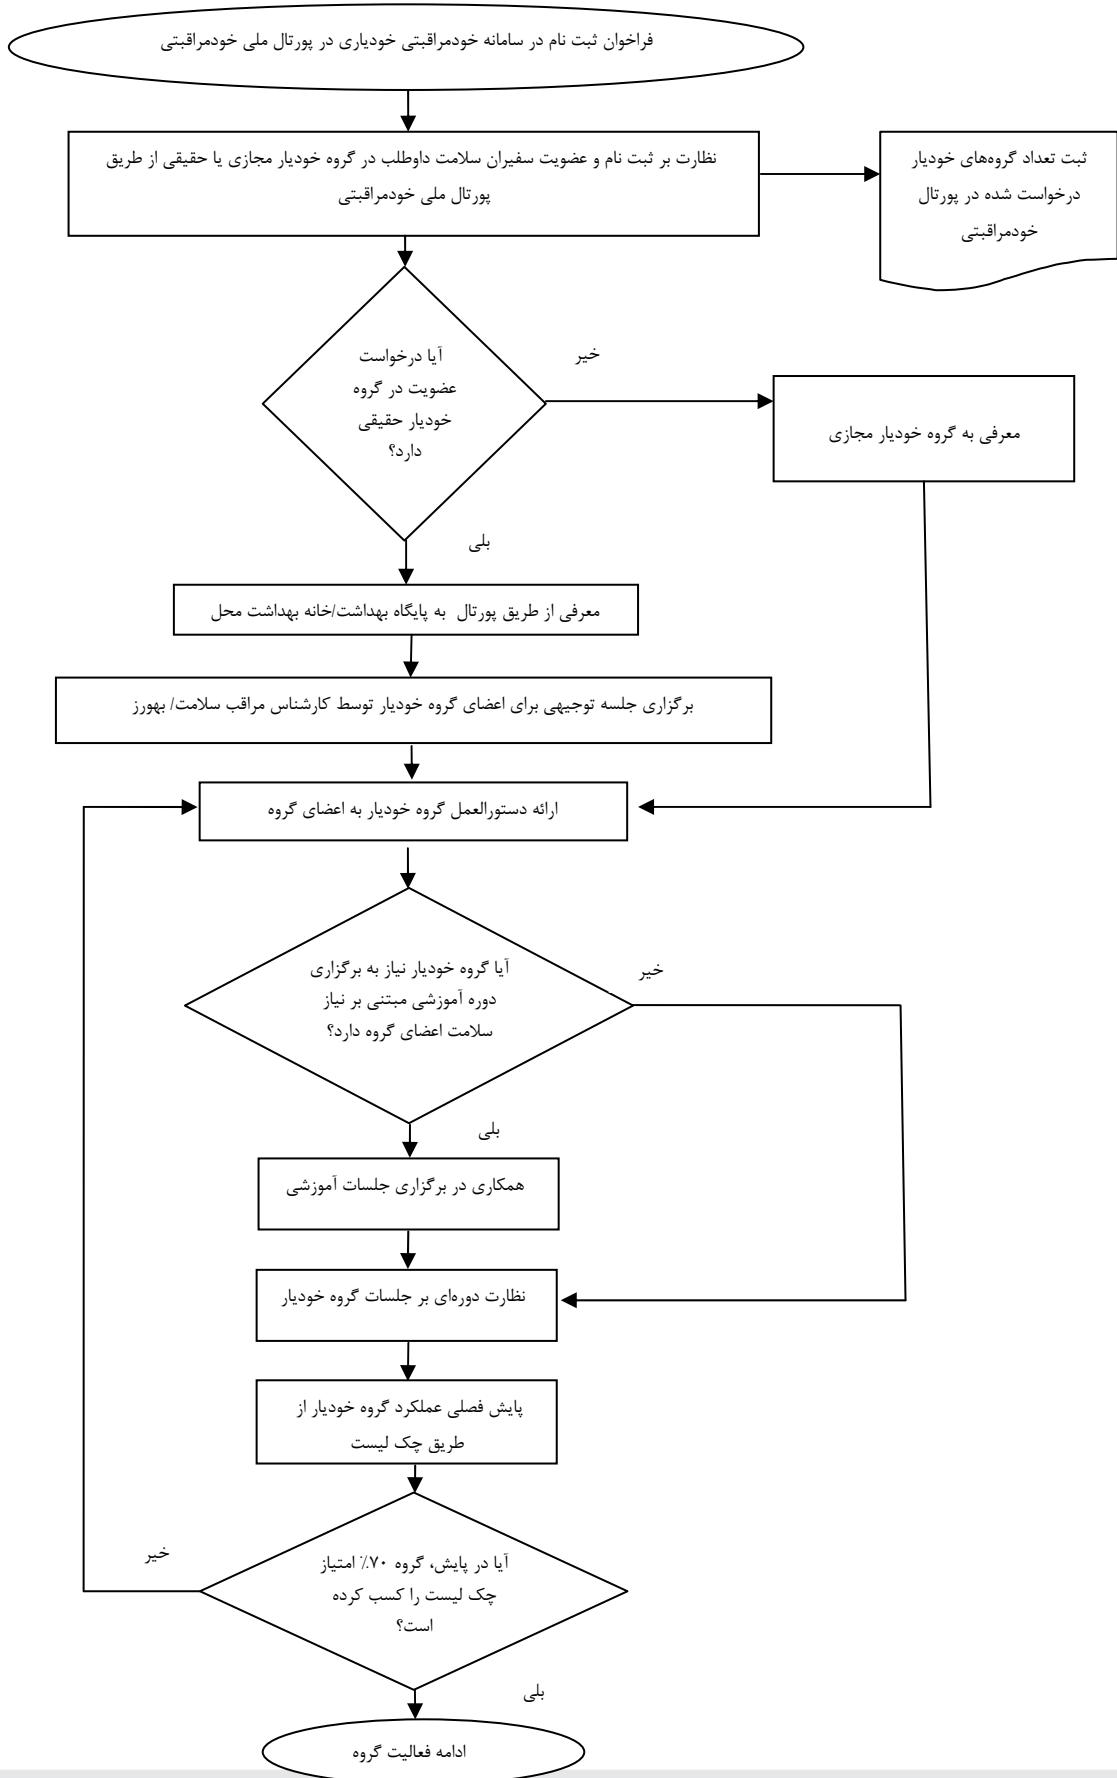 فراخوان ثبت نام در سامانه خودمراقبتی خودیاری در پورتال ملی خودمراقبتی
نظارت بر ثبت نام و عضویت سفیران سلامت داوطلب در گروه خودیار مجازی یا حقیقی از طریق
پورتال ملی خودمراقبتی
ثبت تعداد گروه‌های خودیار
درخواست شده در پورتال
خودمراقبتی
آیا درخواست
عضویت در گروه
خودیار حقیقی
دارد؟
خیر
معرفی به گروه خودیار مجازی
بلی
معرفی از طریق پورتال به پایگاه بهداشت/خانه بهداشت محل
برگزاری جلسه توجیهی برای اعضای گروه خودیار توسط کارشناس مراقب سلامت/ بهورز
ارائه دستورالعمل گروه خودیار به اعضای گروه
آیا گروه خودیار نیاز به برگزاری
دوره آموزشی مبتنی بر نیاز
سلامت اعضای گروه دارد؟
خیر
بلی
همکاری در برگزاری جلسات آموزشی
نظارت دوره‌ای بر جلسات گروه خودیار
پایش فصلی عملکرد گروه خودیار از
طریق چک لیست
آیا در پایش، گروه ۷۰٪ امتیاز
چک لیست را کسب کرده
است؟
خیر
بلی
ادامه فعالیت گروه